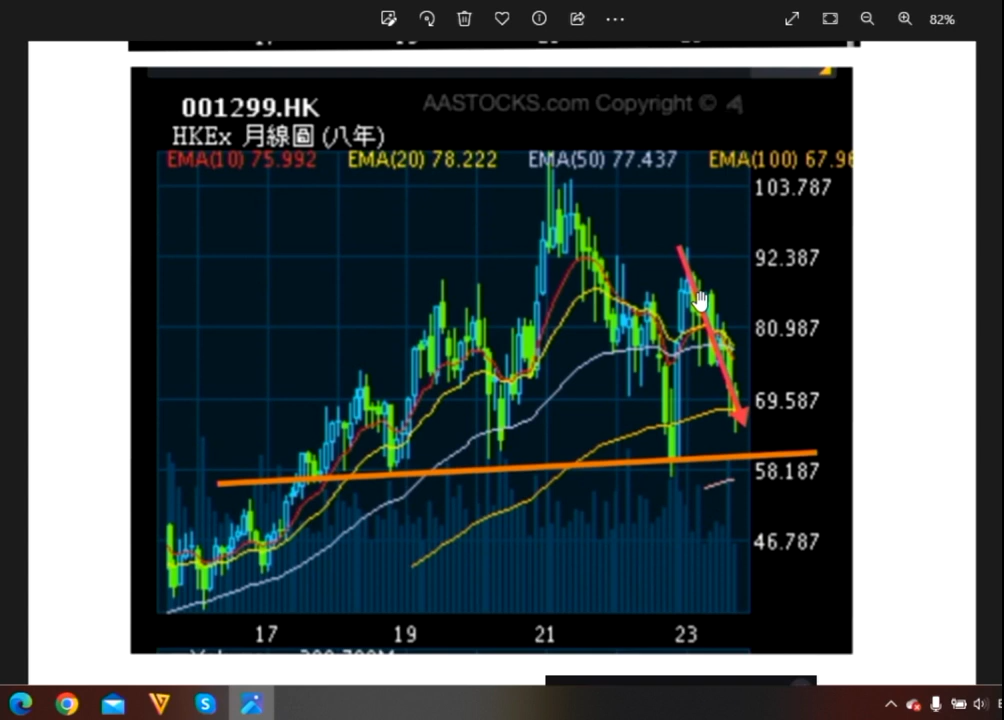 82%
001299.HK
AASTOCKS.com Copyright ©
HKEx 月線圖 (八年)
EMA(10) 75.992 EMA(20) 78.222 EMA(50) 77.437 EMA(100) 67.96
103.787
92.387
80.987
69.587
58.187
46.787
17 19 21 23